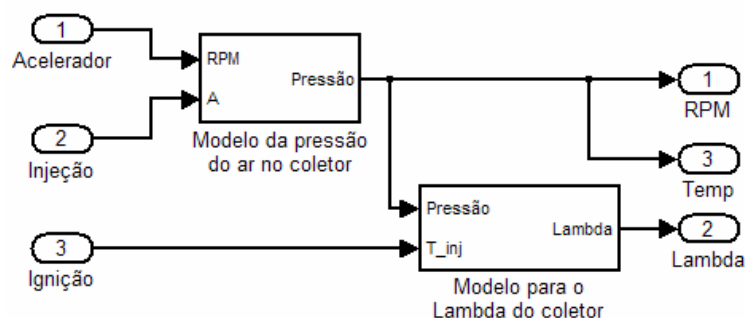 1
Acelerador
2
Injeção
3
Ignição
RPM
A
Pressão
Modelo da pressão
do ar no coletor
Pressão
T_inj
Lambda
Modelo para o
Lambda do coletor
1
RPM
3
Temp
2
Lambda